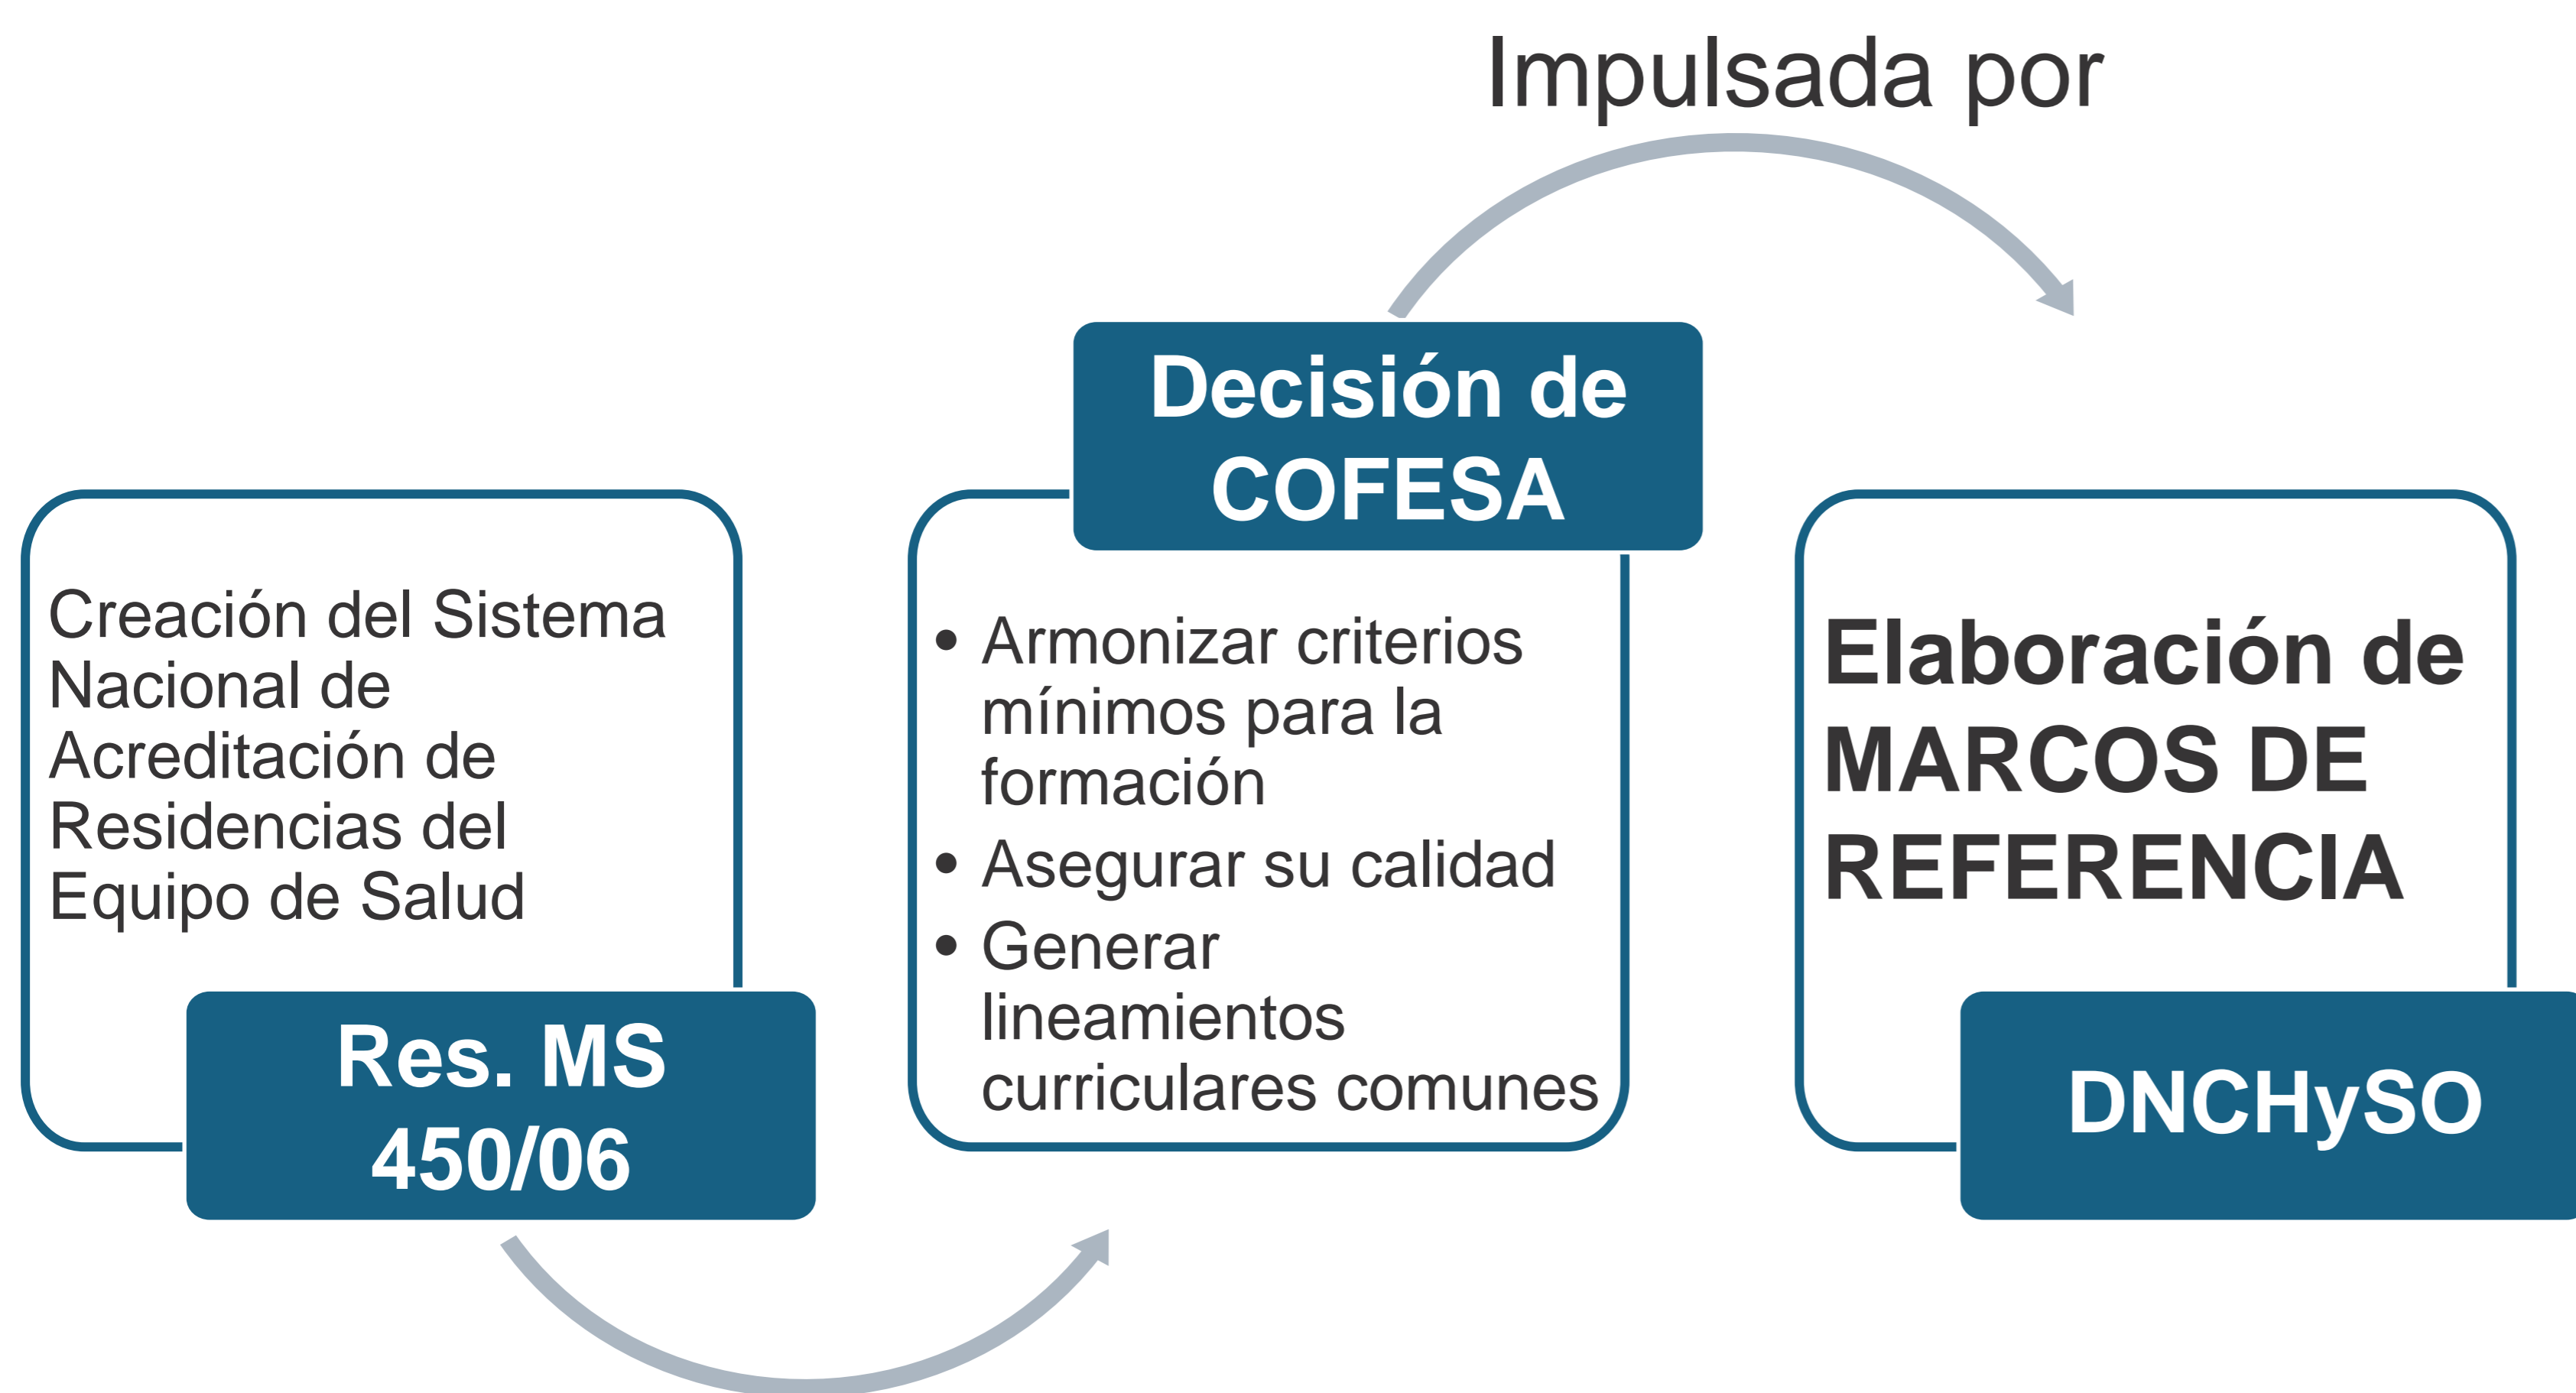 Impulsada por
Creación del Sistema
Nacional de
Acreditación de
Residencias del
Equipo de Salud
Res. MS
450/06
Decisión de
COFESA
• Armonizar criterios
mínimos para la
formación
• Asegurar su calidad
• Generar
lineamientos
curriculares comunes
Elaboración de
MARCOS DE
REFERENCIA
DNCHySO